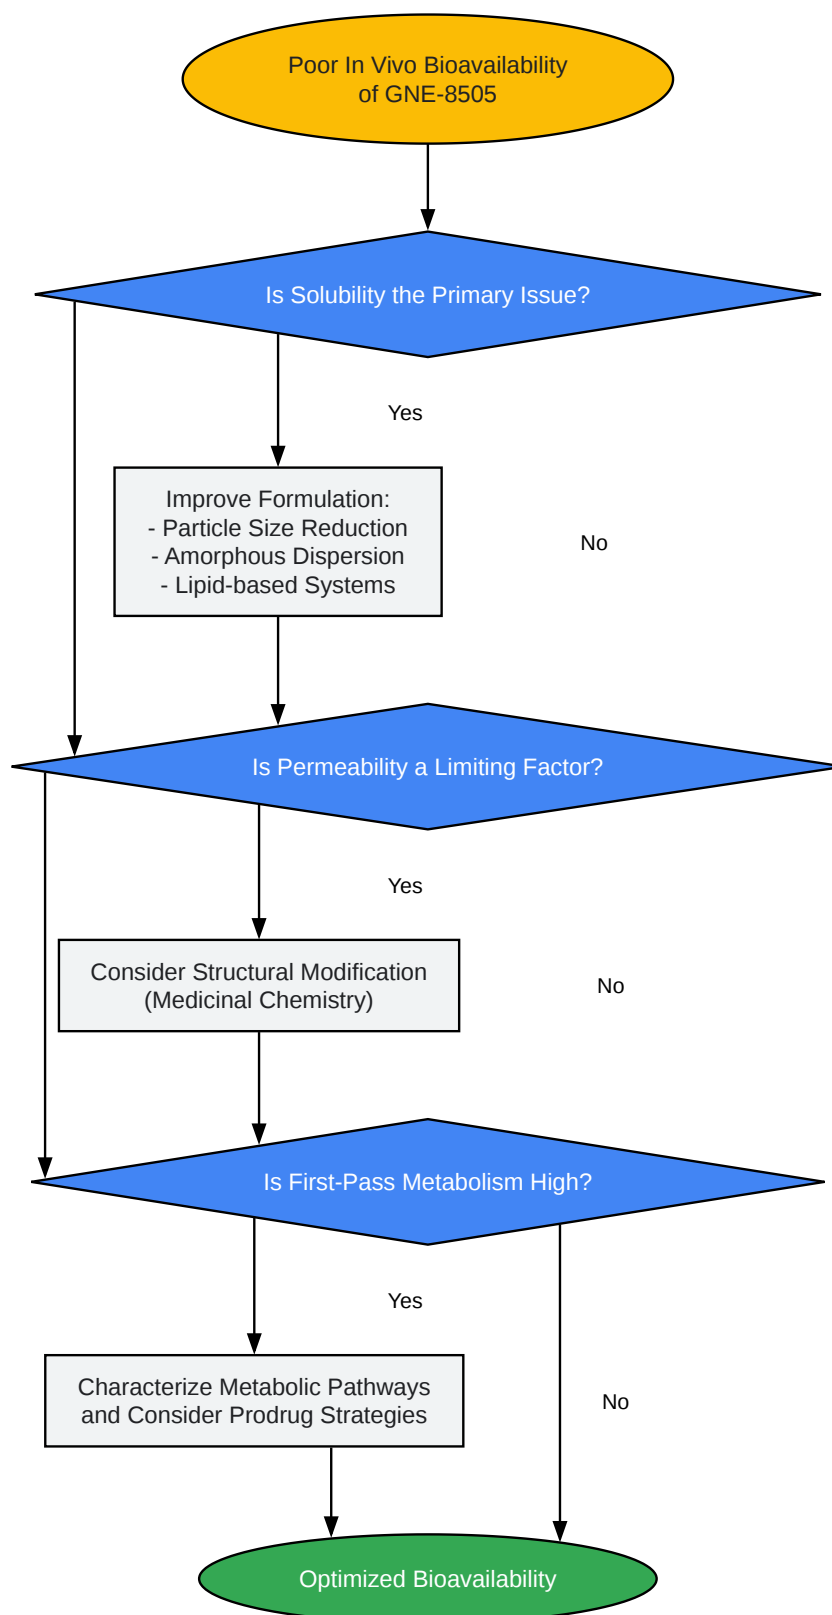 Poor In Vivo Bioavailability
of GNE-8505
Is Solubility the Primary Issue?
Yes
Improve Formulation:
- Particle Size Reduction
- Amorphous Dispersion
- Lipid-based Systems
No
Is Permeability a Limiting Factor?
Yes
Consider Structural Modification
(Medicinal Chemistry)
No
Is First-Pass Metabolism High?
Yes
Characterize Metabolic Pathways
and Consider Prodrug Strategies
No
Optimized Bioavailability